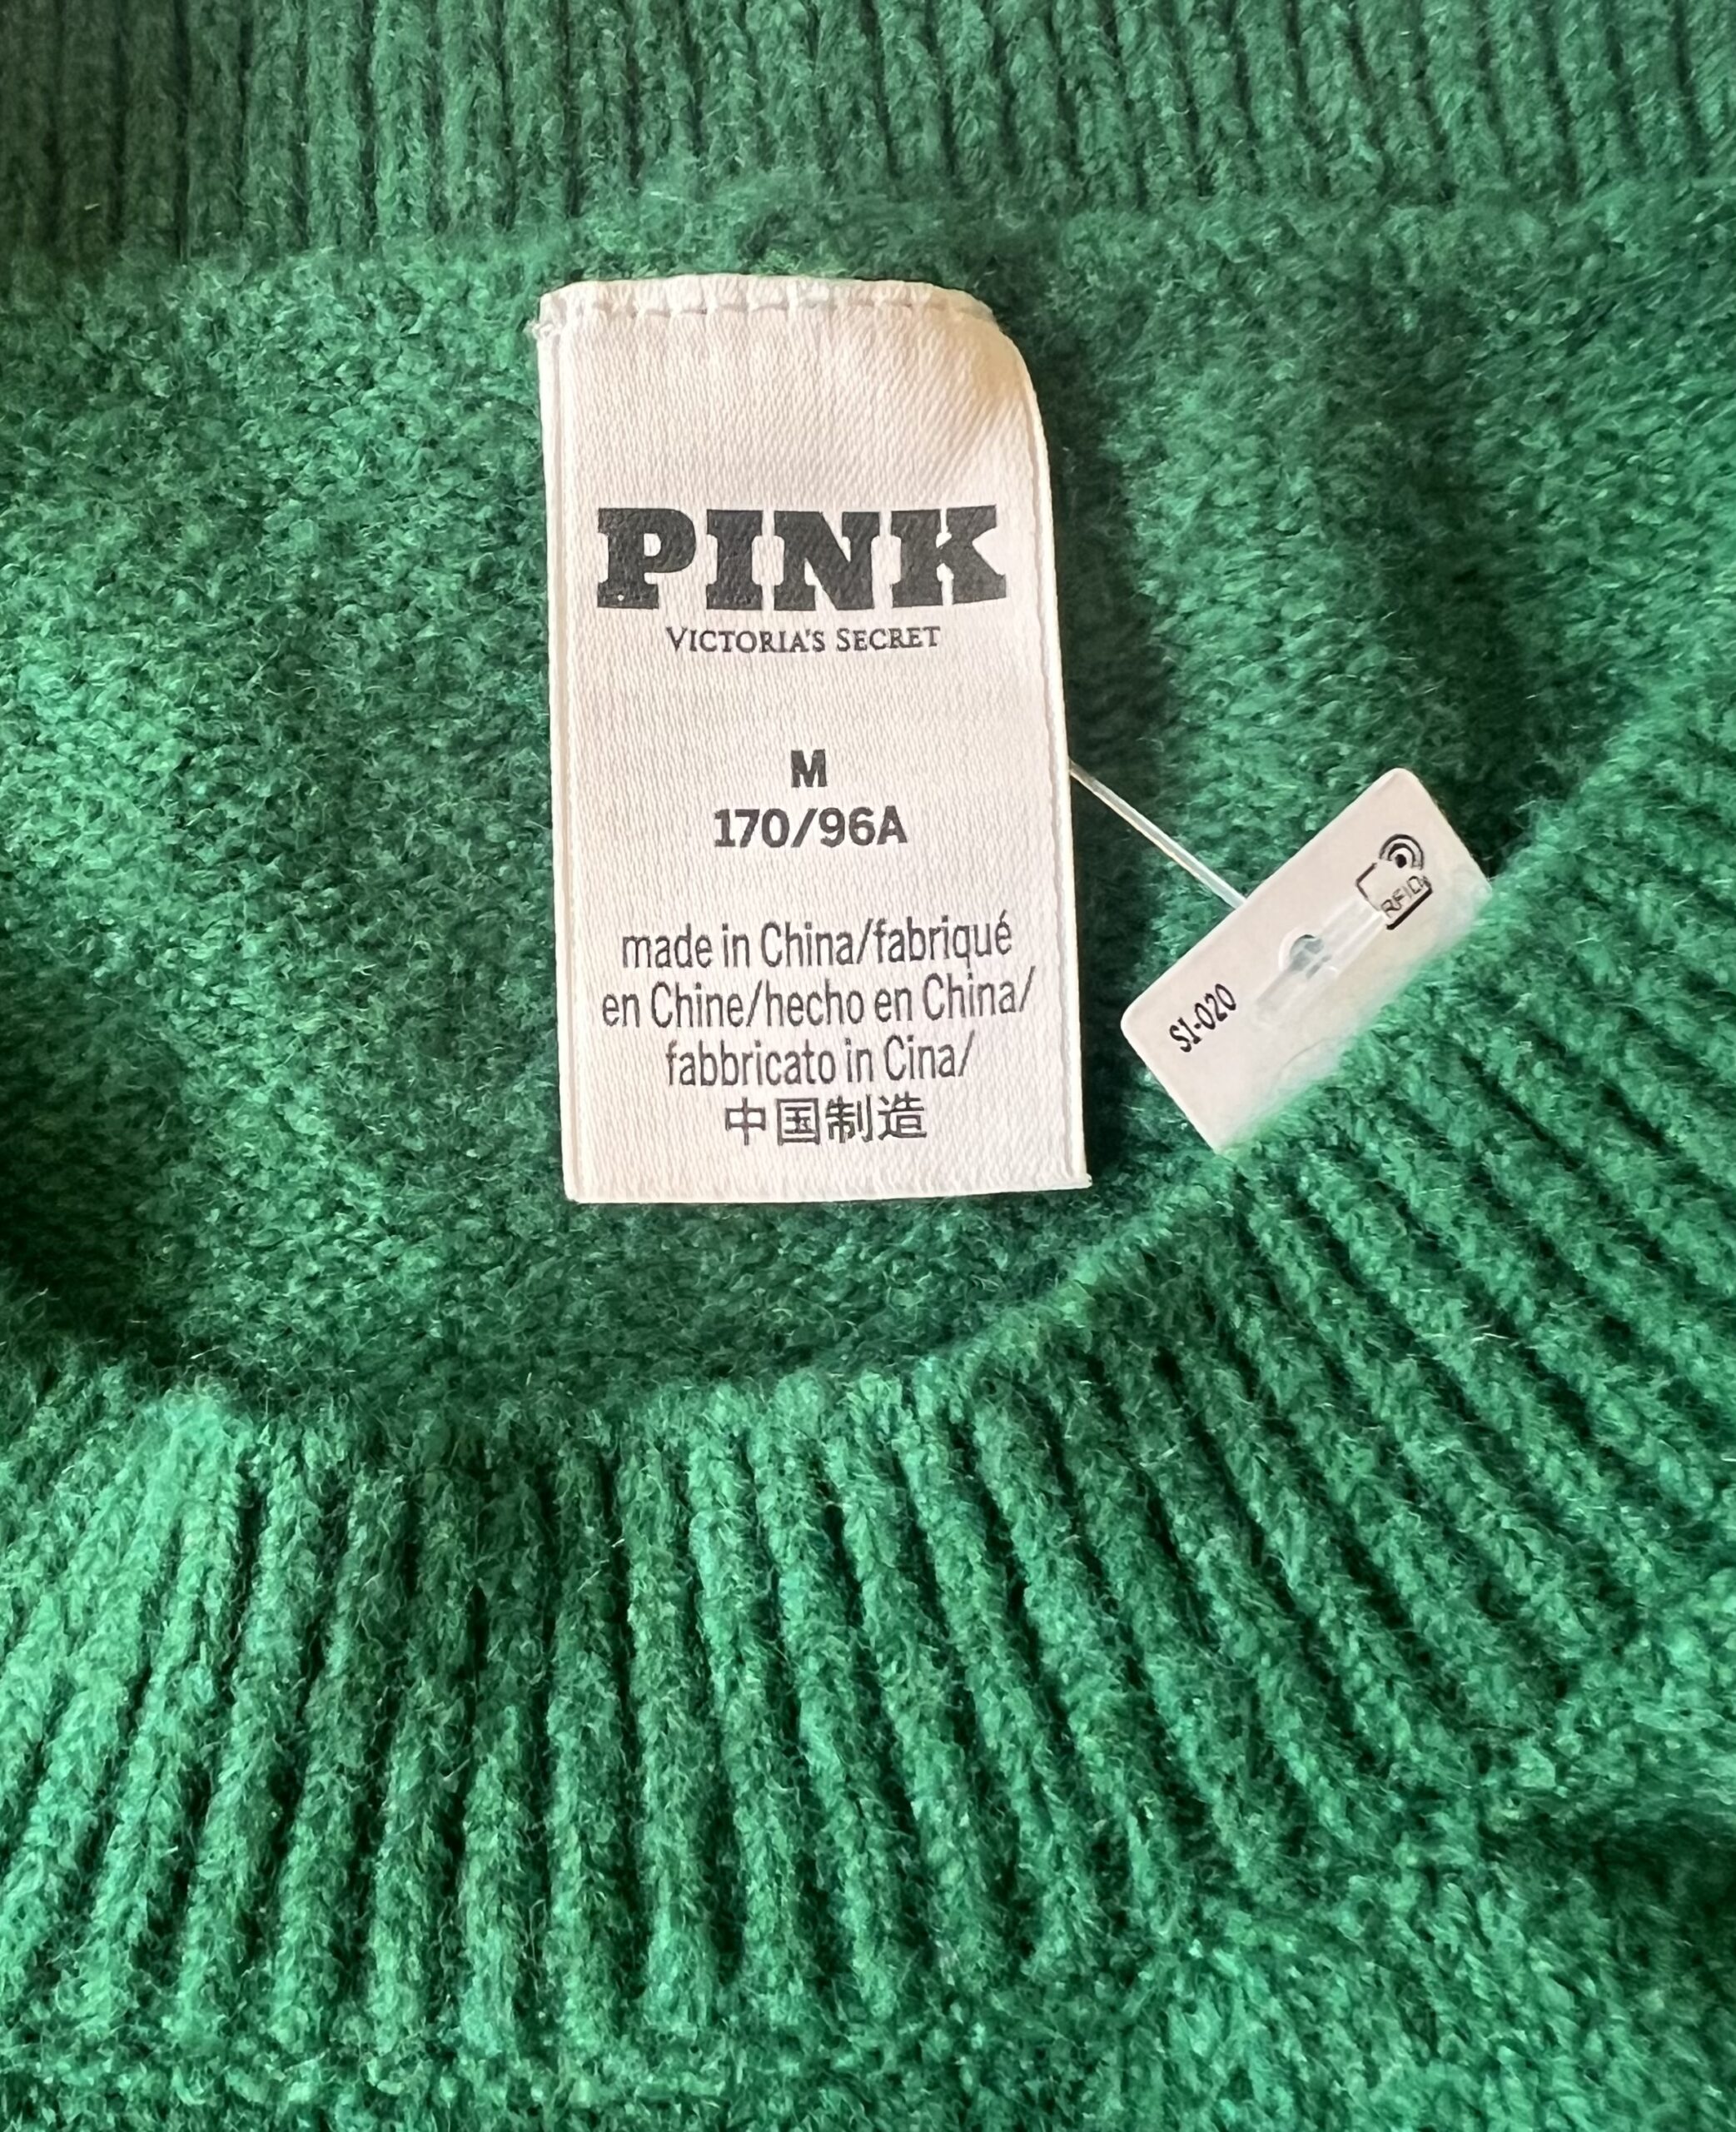 PINK
VICTORIA'S SECRET
M
170/96A
made in China/fabriqué
en Chine/hecho en China/
fabbricato in Cina/
中国制造
RFID
SI-020